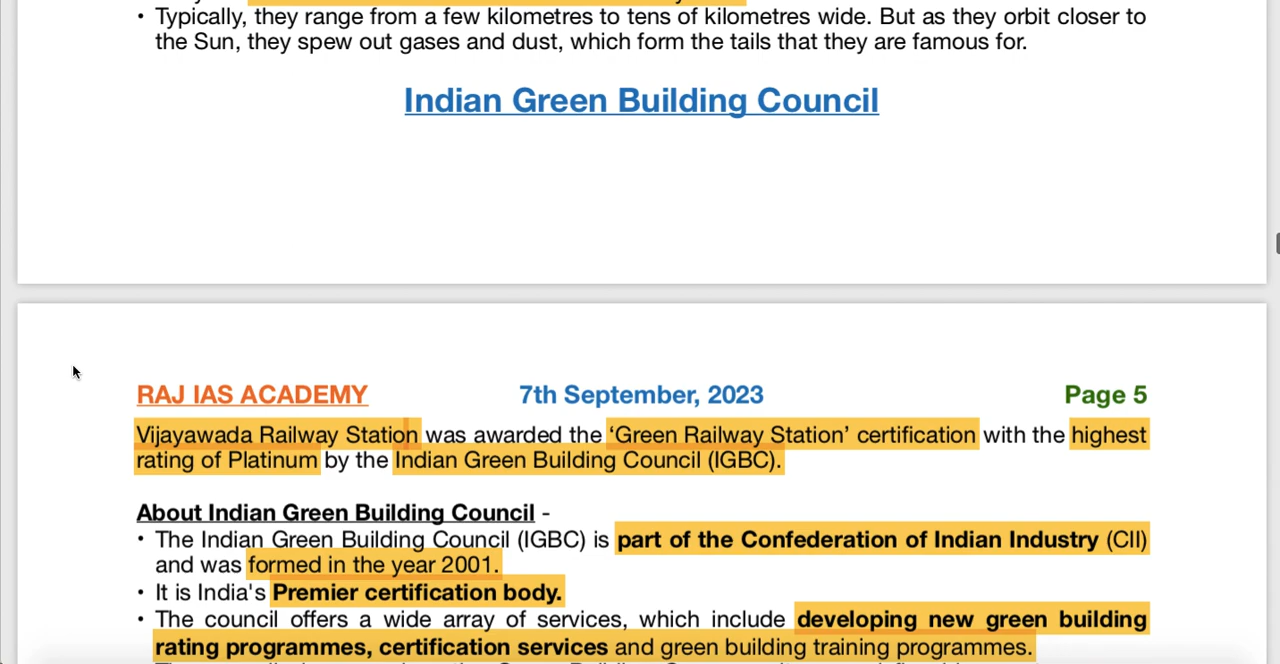 • Typically, they range from a few kilometres to tens of kilometres wide. But as they orbit closer to
the Sun, they spew out gases and dust, which form the tails that they are famous for.
Indian Green Building Council
RAJ IAS ACADEMY 7th September, 2023 Page 5
Vijayawada Railway Station was awarded the ‘Green Railway Station’ certification with the highest
rating of Platinum by the Indian Green Building Council (IGBC).
About Indian Green Building Council -
• The Indian Green Building Council (IGBC) is part of the Confederation of Indian Industry (CII)
and was formed in the year 2001.
• It is India's Premier certification body.
• The council offers a wide array of services, which include developing new green building
rating programmes, certification services and green building training programmes.